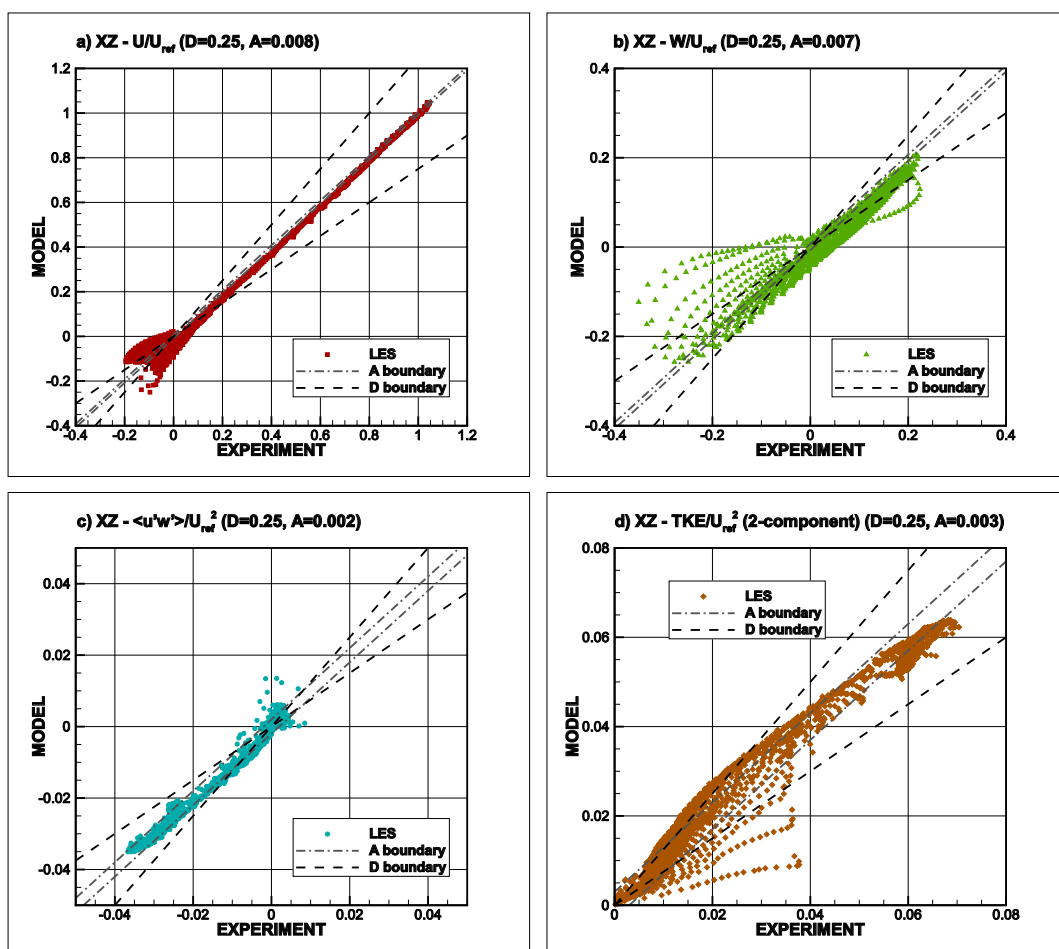 a) XZ - U/Uref (D=0.25, A=0.008)
1.2
1
0.8
0.6
0.4
0.2
0
-0.2
-0.4
MODEL
LES
A boundary
D boundary
-0.4 -0.2 0 0.2 0.4 0.6 0.8 1 1.2
EXPERIMENT
b) XZ - W/Uref (D=0.25, A=0.007)
0.4
0.2
0
-0.2
-0.4
MODEL
LES
A boundary
D boundary
-0.4 -0.2 0 0.2 0.4
EXPERIMENT
c) XZ - <u'w'>/Uref² (D=0.25, A=0.002)
0.04
0.02
0
-0.02
-0.04
MODEL
LES
A boundary
D boundary
-0.04 -0.02 0 0.02 0.04
EXPERIMENT
d) XZ - TKE/Uref² (2-component) (D=0.25, A=0.003)
0.08
0.06
0.04
0.02
0
MODEL
LES
A boundary
D boundary
0 0.02 0.04 0.06 0.08
EXPERIMENT